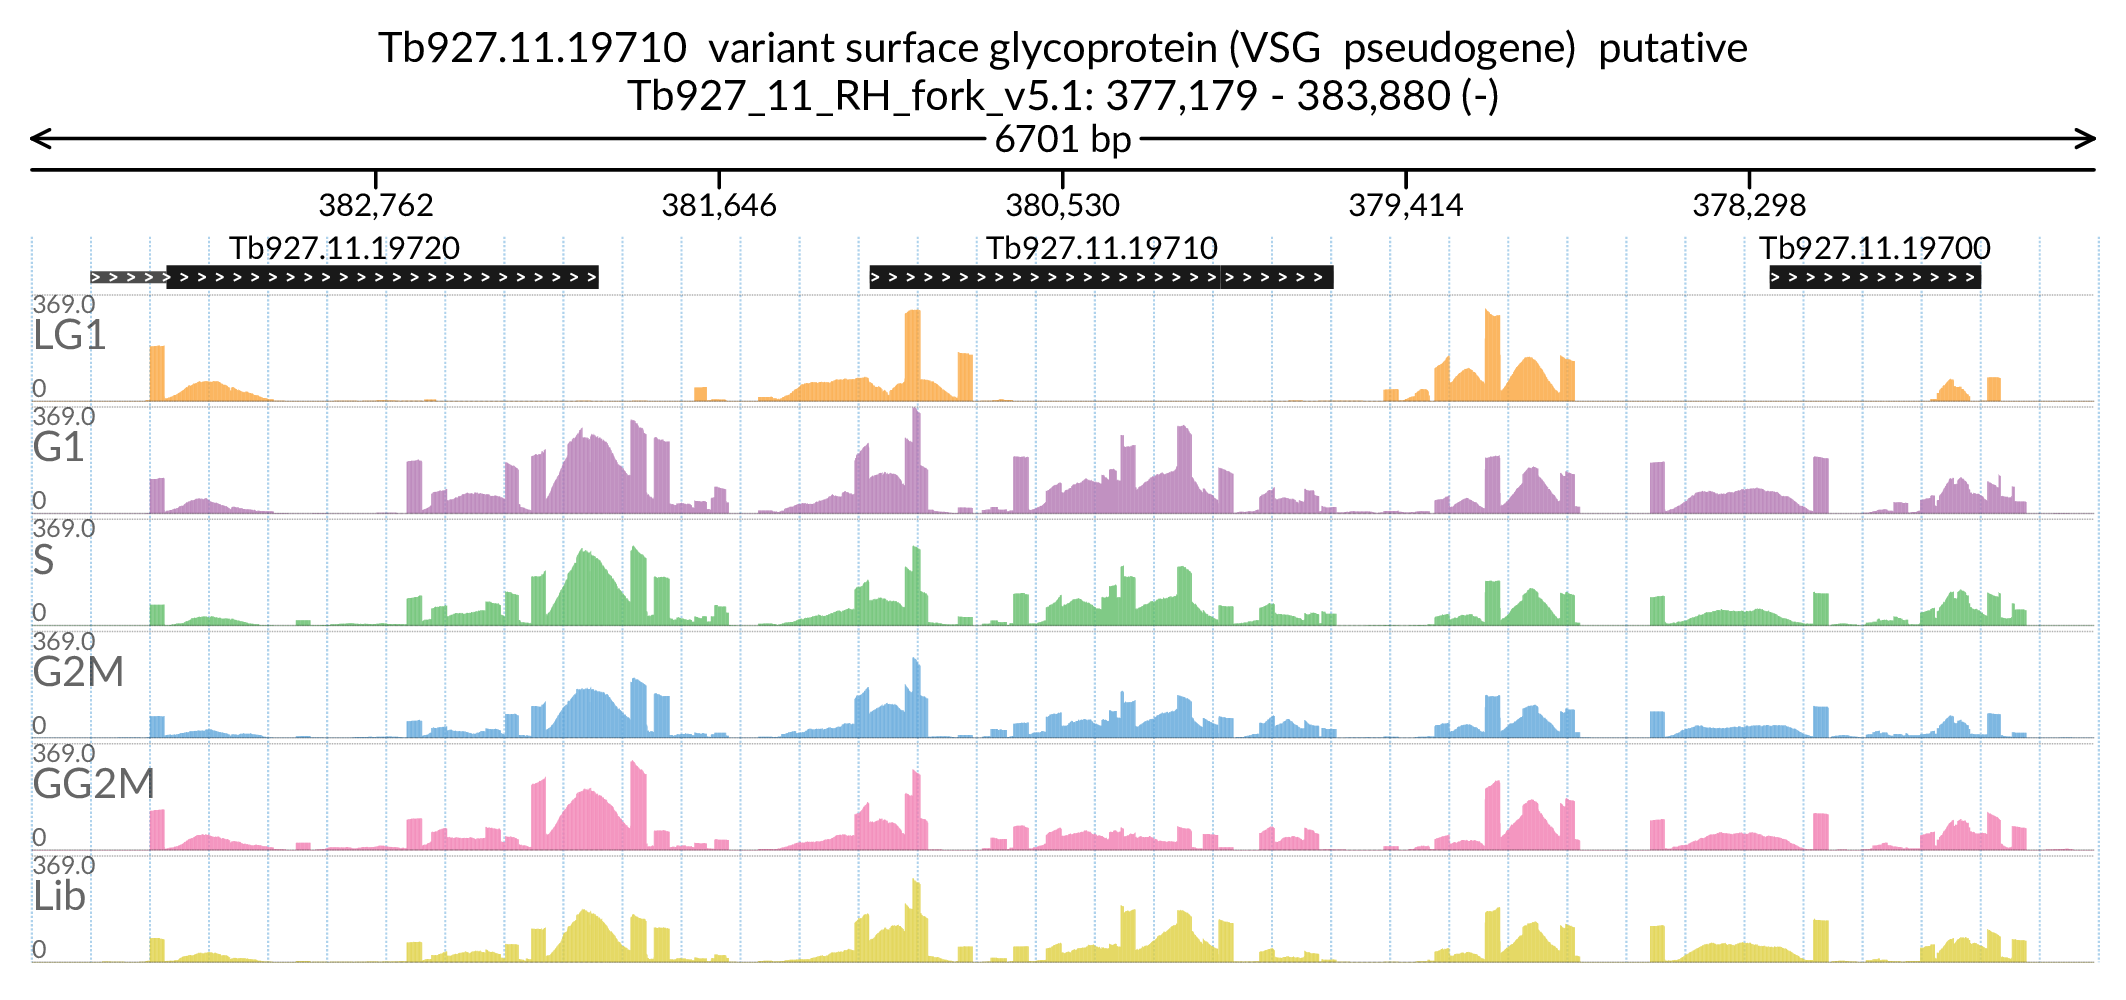 Tb927.11.19710 variant surface glycoprotein (VSG pseudogene) putative
Tb927_11_RH_fork_v5.1: 377,179 - 383,880 (-)
6701 bp
382,762 381,646 380,530 379,414 378,298
Tb927.11.19720 Tb927.11.19710 Tb927.11.19700
369.0
LG1
0
369.0
G1
0
369.0
S
0
369.0
G2M
0
369.0
GG2M
0
369.0
Lib
0